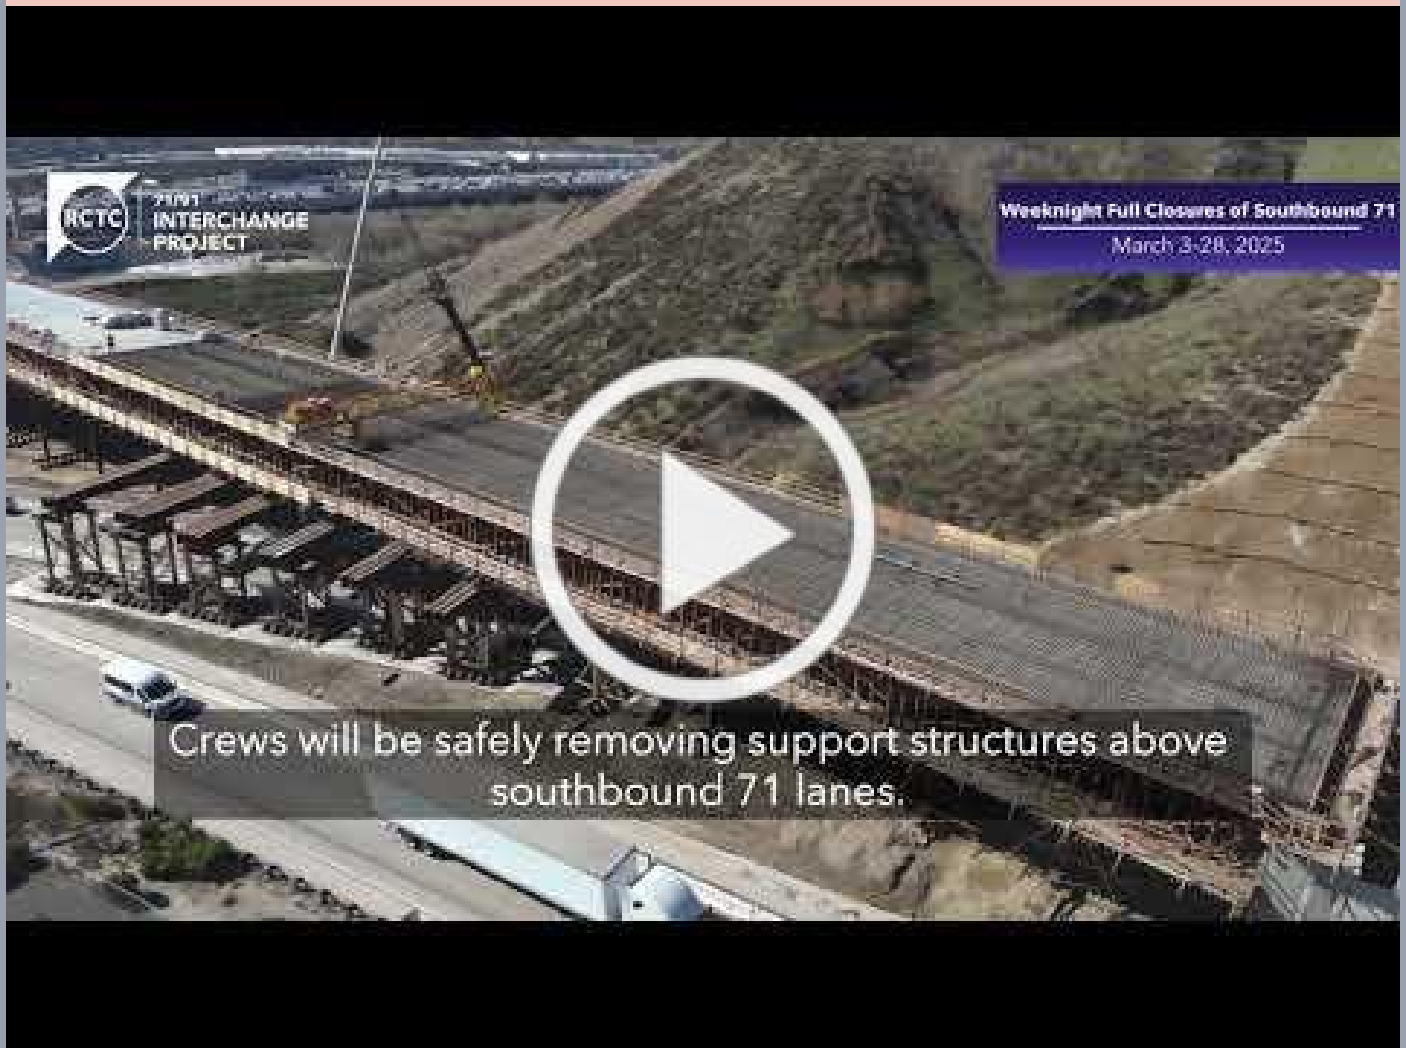 RCTC
71/91
INTERCHANGE
PROJECT
Weeknight Full Closures of Southbound 71
March 3-28, 2025
Crews will be safely removing support structures above
southbound 71 lanes.